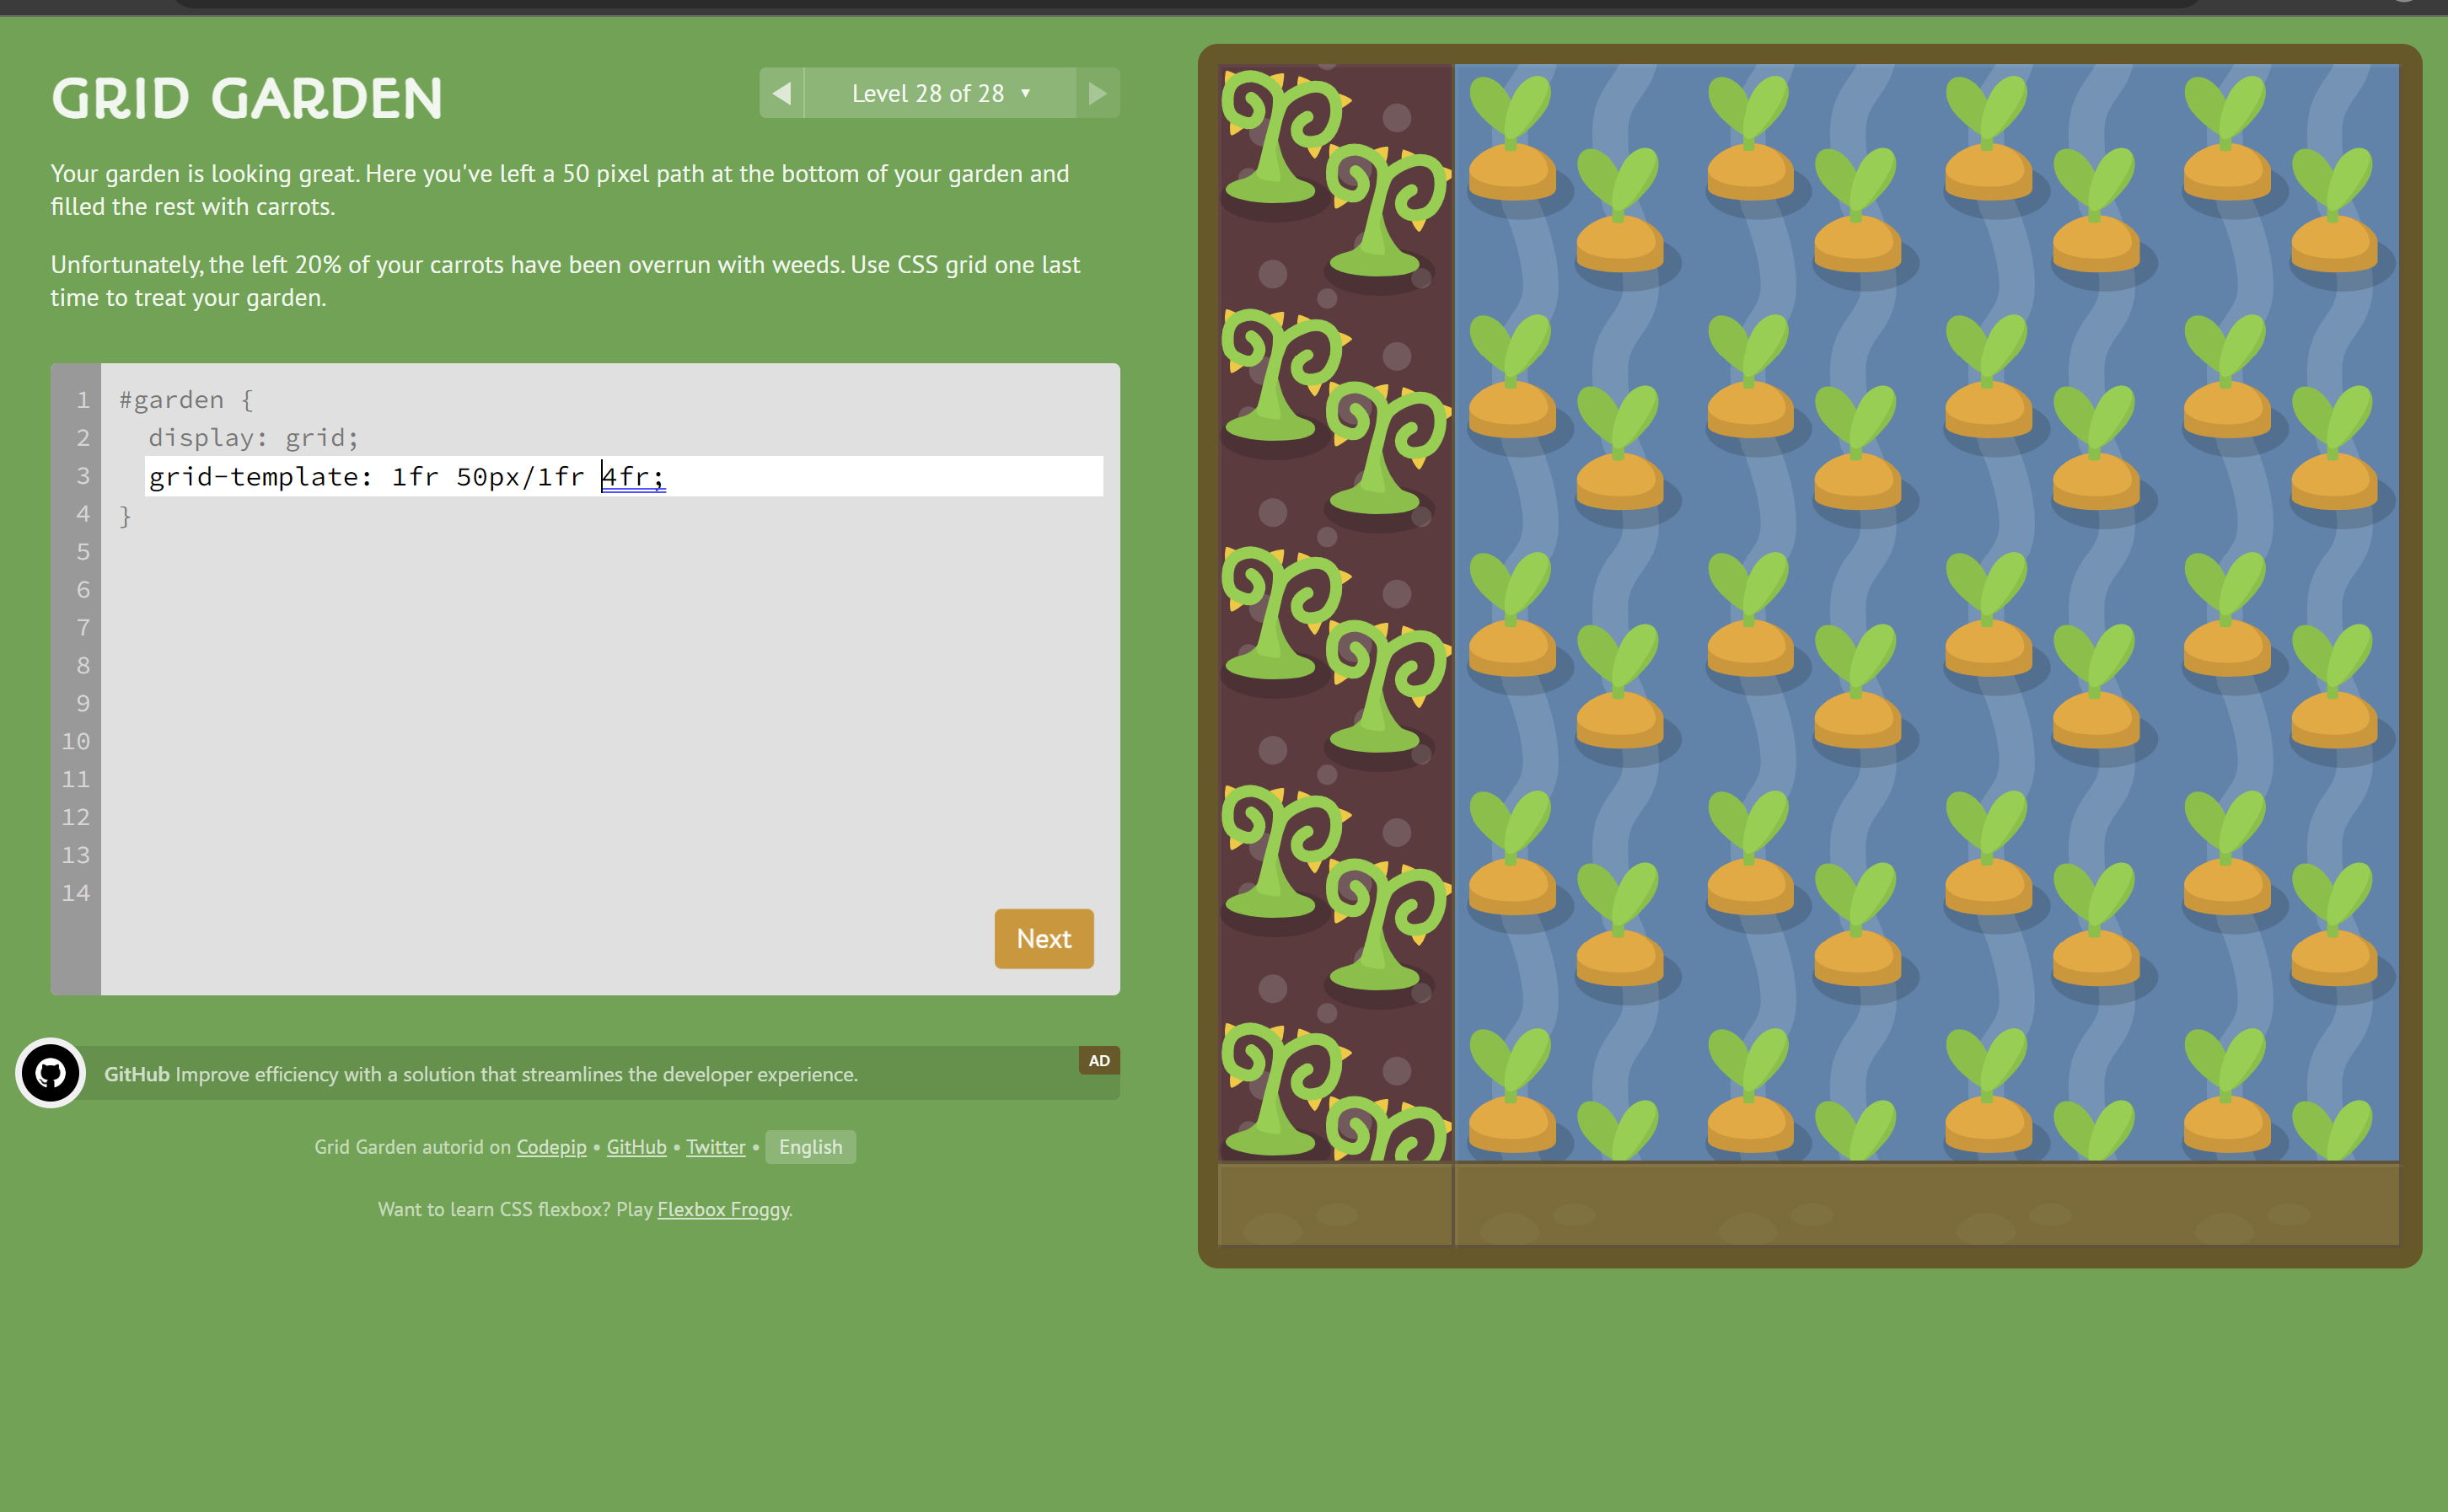 GRID GARDEN
Level 28 of 28 ▼
Your garden is looking great. Here you've left a 50 pixel path at the bottom of your garden and
filled the rest with carrots.
Unfortunately, the left 20% of your carrots have been overrun with weeds. Use CSS grid one last
time to treat your garden.
1 #garden {
2 display: grid;
3 grid-template: 1fr 50px/1fr 4fr;
4 }
5
6
7
8
9
10
11
12
13
14
Next
GitHub Improve efficiency with a solution that streamlines the developer experience.
AD
Grid Garden autorid on Codepip • GitHub • Twitter • English
Want to learn CSS flexbox? Play Flexbox Froggy.